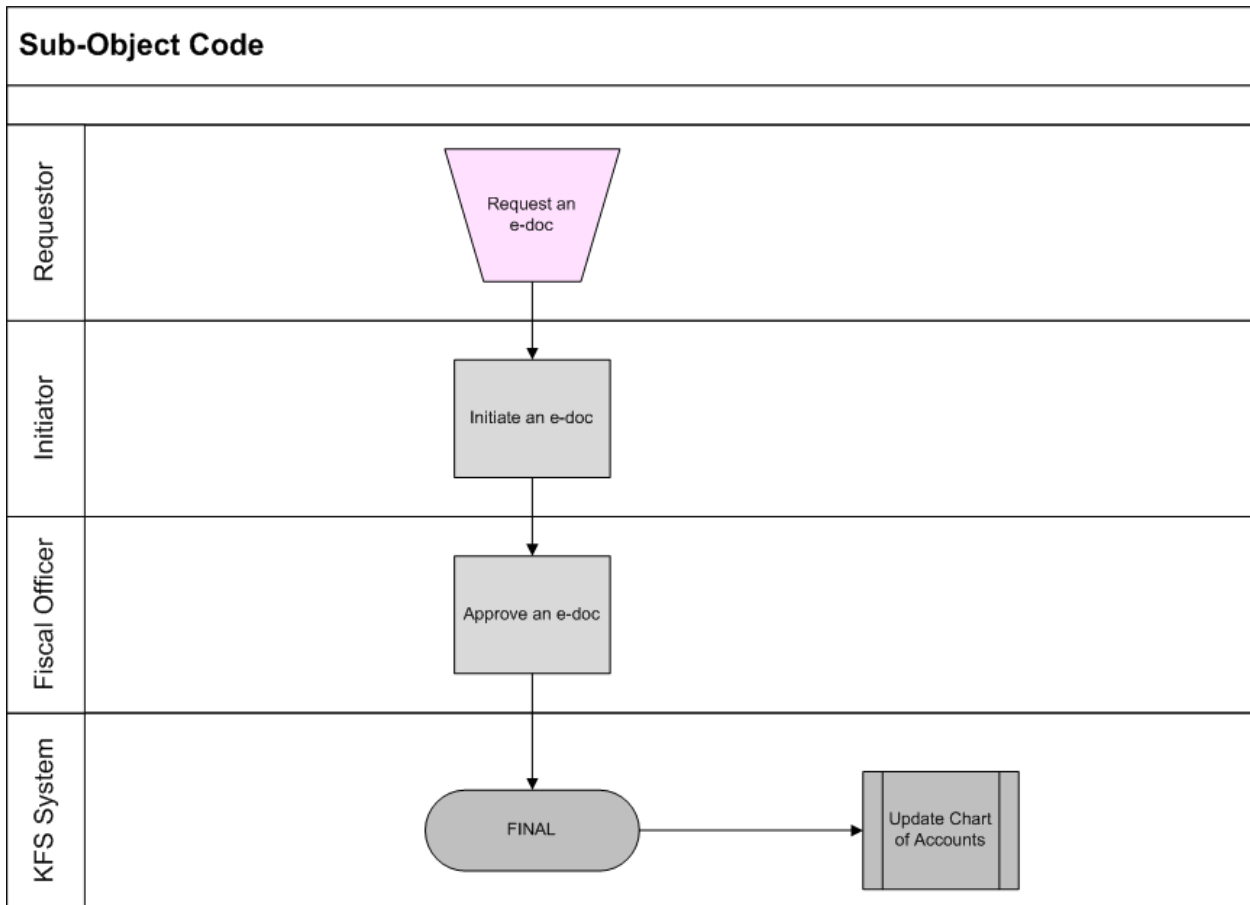 Sub-Object Code
Requestor
Request an
e-doc
Initiator
Initiate an e-doc
Fiscal Officer
Approve an e-doc
KFS System
FINAL
Update Chart
of Accounts